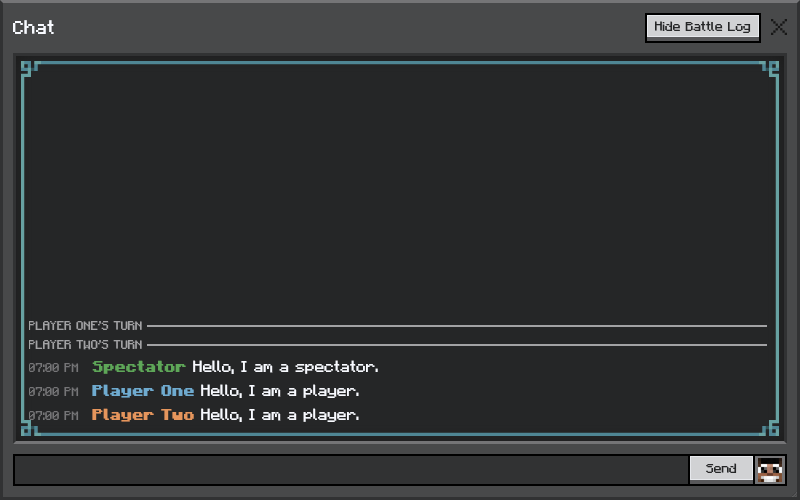 Chat
Hide Battle Log
PLAYER ONE'S TURN
PLAYER TWO'S TURN
07:00 PM Spectator Hello, I am a spectator.
07:00 PM Player One Hello, I am a player.
07:00 PM Player Two Hello, I am a player.
Send